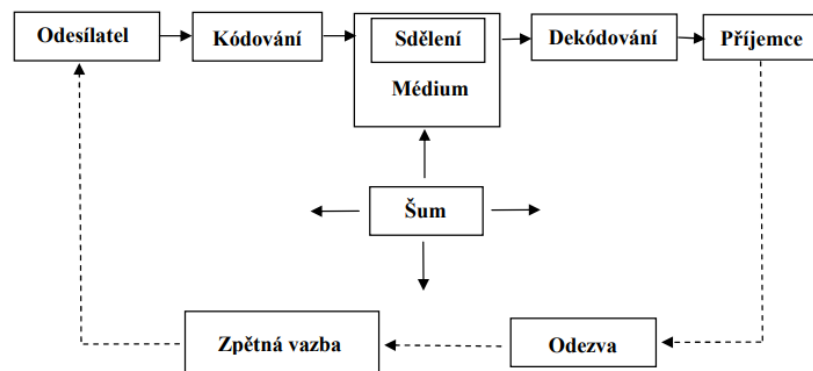 Odesílatel
Kódování
Sdělení
Médium
Dekódování
Příjemce
Šum
Zpětná vazba
Odezva